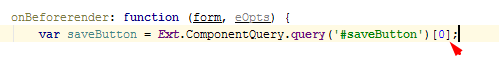 onBeforerender: function (form, eOpts) {
var saveButton = Ext.ComponentQuery.query('#saveButton')[0];